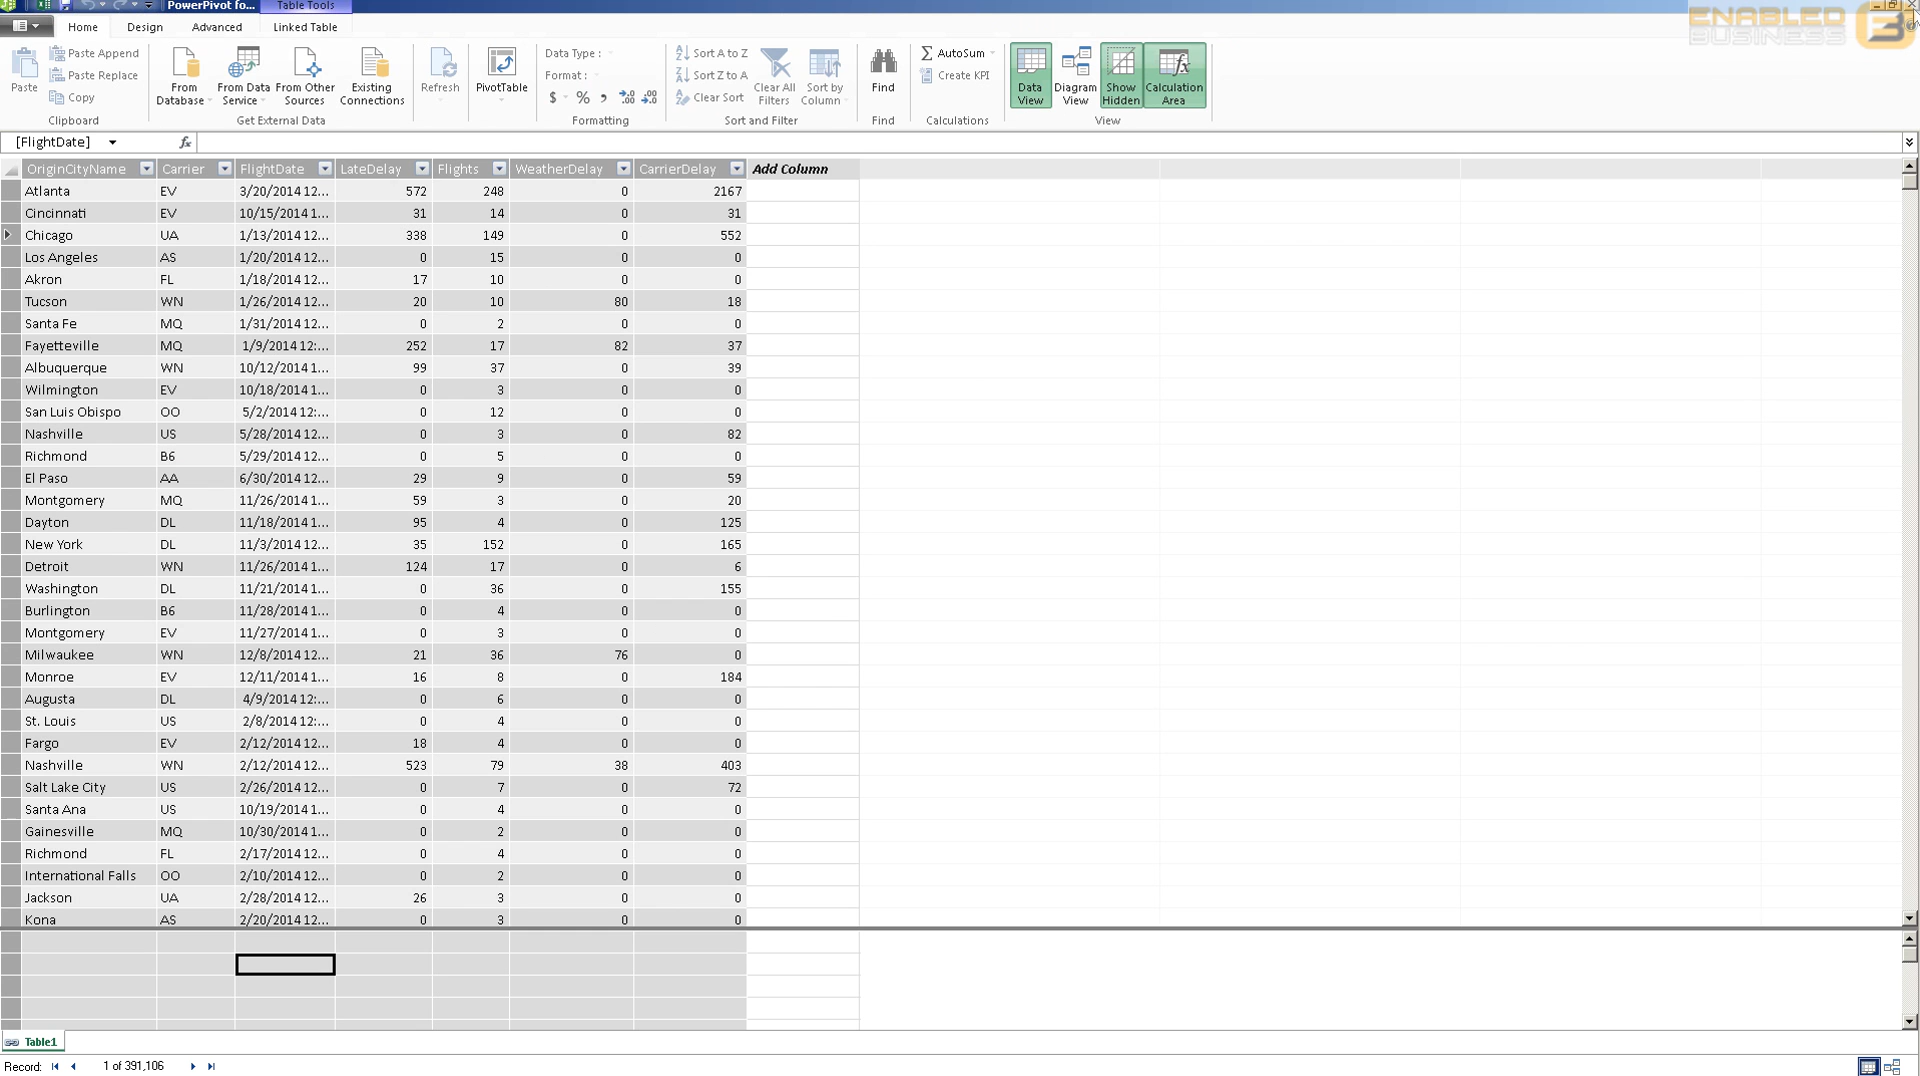 PowerPivot fo...
Table Tools
Home Design Advanced Linked Table
Paste
Paste Append
Paste Replace
Copy
Clipboard
From Database
From Data Service
From Other Sources
Existing Connections
Get External Data
Refresh
PivotTable
Data Type :
Format :
$ % ,
Formatting
Sort A to Z
Sort Z to A
Clear Sort
Clear All Filters
Sort by Column
Sort and Filter
Find
Find
AutoSum
Create KPI
Calculations
Data View
Diagram View
Show Hidden
Calculation Area
View
ENABLED
BUSINESS
[FlightDate] fx
OriginCityName Carrier FlightDate LateDelay Flights WeatherDelay CarrierDelay Add Column
Atlanta EV 3/20/2014 12... 572 248 0 2167
Cincinnati EV 10/15/2014 1... 31 14 0 31
Chicago UA 1/13/2014 12... 338 149 0 552
Los Angeles AS 1/20/2014 12... 0 15 0 0
Akron FL 1/18/2014 12... 17 10 0 0
Tucson WN 1/26/2014 12... 20 10 80 18
Santa Fe MQ 1/31/2014 12... 0 2 0 0
Fayetteville MQ 1/9/2014 12:... 252 17 82 37
Albuquerque WN 10/12/2014 1... 99 37 0 39
Wilmington EV 10/18/2014 1... 0 3 0 0
San Luis Obispo OO 5/2/2014 12:... 0 12 0 0
Nashville US 5/28/2014 12... 0 3 0 82
Richmond B6 5/29/2014 12... 0 5 0 0
El Paso AA 6/30/2014 12... 29 9 0 59
Montgomery MQ 11/26/2014 1... 59 3 0 20
Dayton DL 11/18/2014 1... 95 4 0 125
New York DL 11/3/2014 12... 35 152 0 165
Detroit WN 11/26/2014 1... 124 17 0 6
Washington DL 11/21/2014 1... 0 36 0 155
Burlington B6 11/28/2014 1... 0 4 0 0
Montgomery EV 11/27/2014 1... 0 3 0 0
Milwaukee WN 12/8/2014 12... 21 36 76 0
Monroe EV 12/11/2014 1... 16 8 0 184
Augusta DL 4/9/2014 12:... 0 6 0 0
St. Louis US 2/8/2014 12:... 0 4 0 0
Fargo EV 2/12/2014 12... 18 4 0 0
Nashville WN 2/12/2014 12... 523 79 38 403
Salt Lake City US 2/26/2014 12... 0 7 0 72
Santa Ana US 10/19/2014 1... 0 4 0 0
Gainesville MQ 10/30/2014 1... 0 2 0 0
Richmond FL 2/17/2014 12... 0 4 0 0
International Falls OO 2/10/2014 12... 0 2 0 0
Jackson UA 2/28/2014 12... 26 3 0 0
Kona AS 2/20/2014 12... 0 3 0 0
Table1
Record: 1 of 391,106